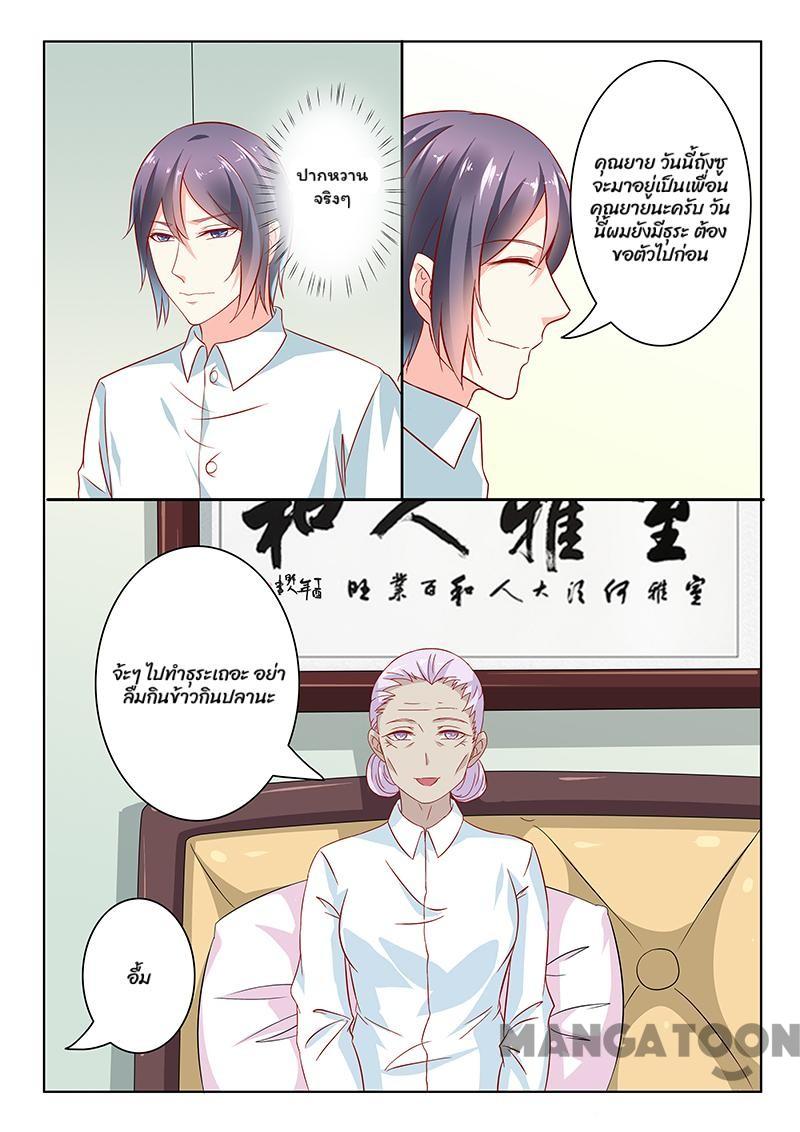 ปากหวาน
จริงๆ
คุณยาย วันนี้ถังซู
จะมาอยู่เป็นเพื่อน
คุณยายนะครับ วัน
นี้ผมยังมีธุระ ต้อง
ขอตัวไปก่อน
和人雅室
旺業百和人大
จ้ะๆ ไปทำธุระเถอะ อย่า
ลืมกินข้าวกินปลานะ
อื้ม
MANGATOON